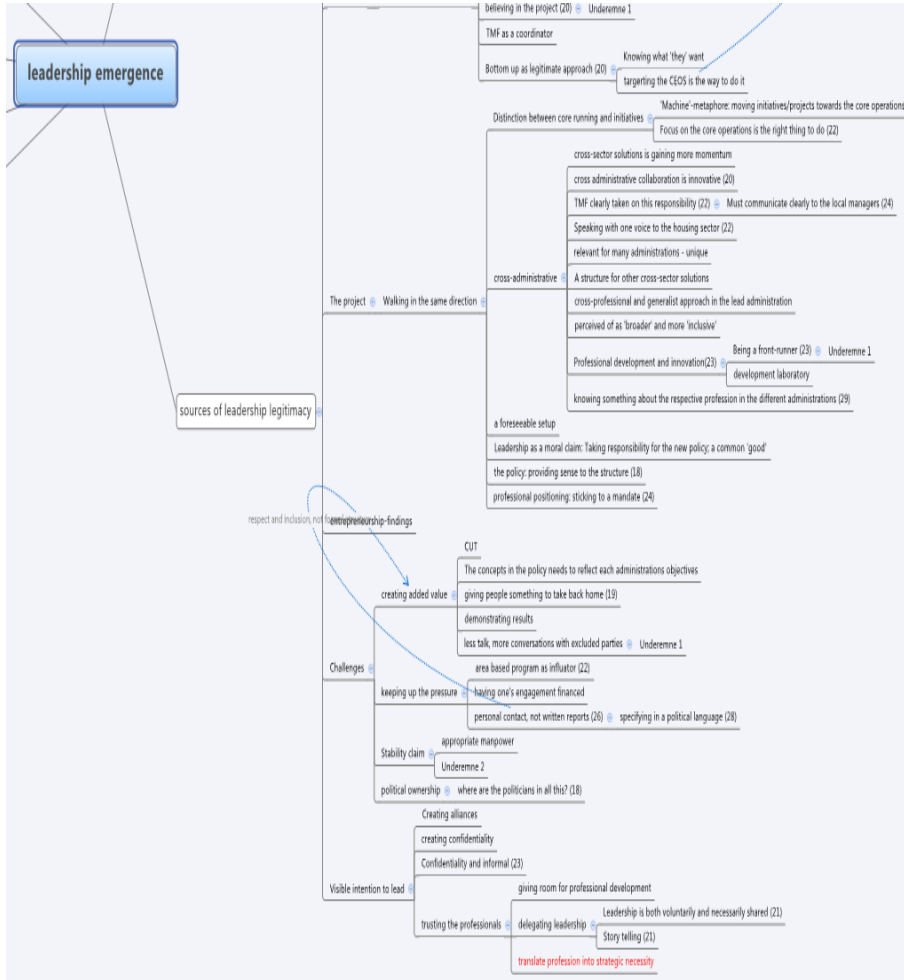 believing in the project (20)
Underemne 1
TMF as a coordinator
Bottom up as legitimate approach (20)
Knowing what 'they' want
targerting the CEOS is the way to do it
leadership emergence
Distinction between core running and initiatives
'Machine'-metaphore: moving initiatives/projects towards the core operations
Focus on the core operations is the right thing to do (22)
The project
Walking in the same direction
cross-administrative
cross-sector solutions is gaining more momentum
cross administrative collaboration is innovative (20)
TMF clearly taken on this responsibility (22)
Must communicate clearly to the local managers (24)
Speaking with one voice to the housing sector (22)
relevant for many administrations - unique
A structure for other cross-sector solutions
cross-professional and generalist approach in the lead administration
perceived of as 'broader' and more 'inclusive'
Professional development and innovation(23)
Being a front-runner (23)
Underemne 1
development laboratory
knowing something about the respective profession in the different administrations (29)
a foreseeable setup
Leadership as a moral claim: Taking responsibility for the new policy; a common 'good'
the policy: providing sense to the structure (18)
professional positioning: sticking to a mandate (24)
sources of leadership legitimacy
respect and inclusion, not
entrepreneurship-findings
Challenges
creating added value
CUT
The concepts in the policy needs to reflect each administrations objectives
giving people something to take back home (19)
demonstrating results
less talk, more conversations with excluded parties
Underemne 1
keeping up the pressure
area based program as influator (22)
having one's engagement financed
personal contact, not written reports (26)
specifying in a political language (28)
Stability claim
appropriate manpower
Underemne 2
political ownership
where are the politicians in all this? (18)
Visible intention to lead
Creating alliances
creating confidentiality
Confidentiality and informal (23)
trusting the professionals
giving room for professional development
delegating leadership
Leadership is both voluntarily and necessarily shared (21)
Story telling (21)
translate profession into strategic necessity